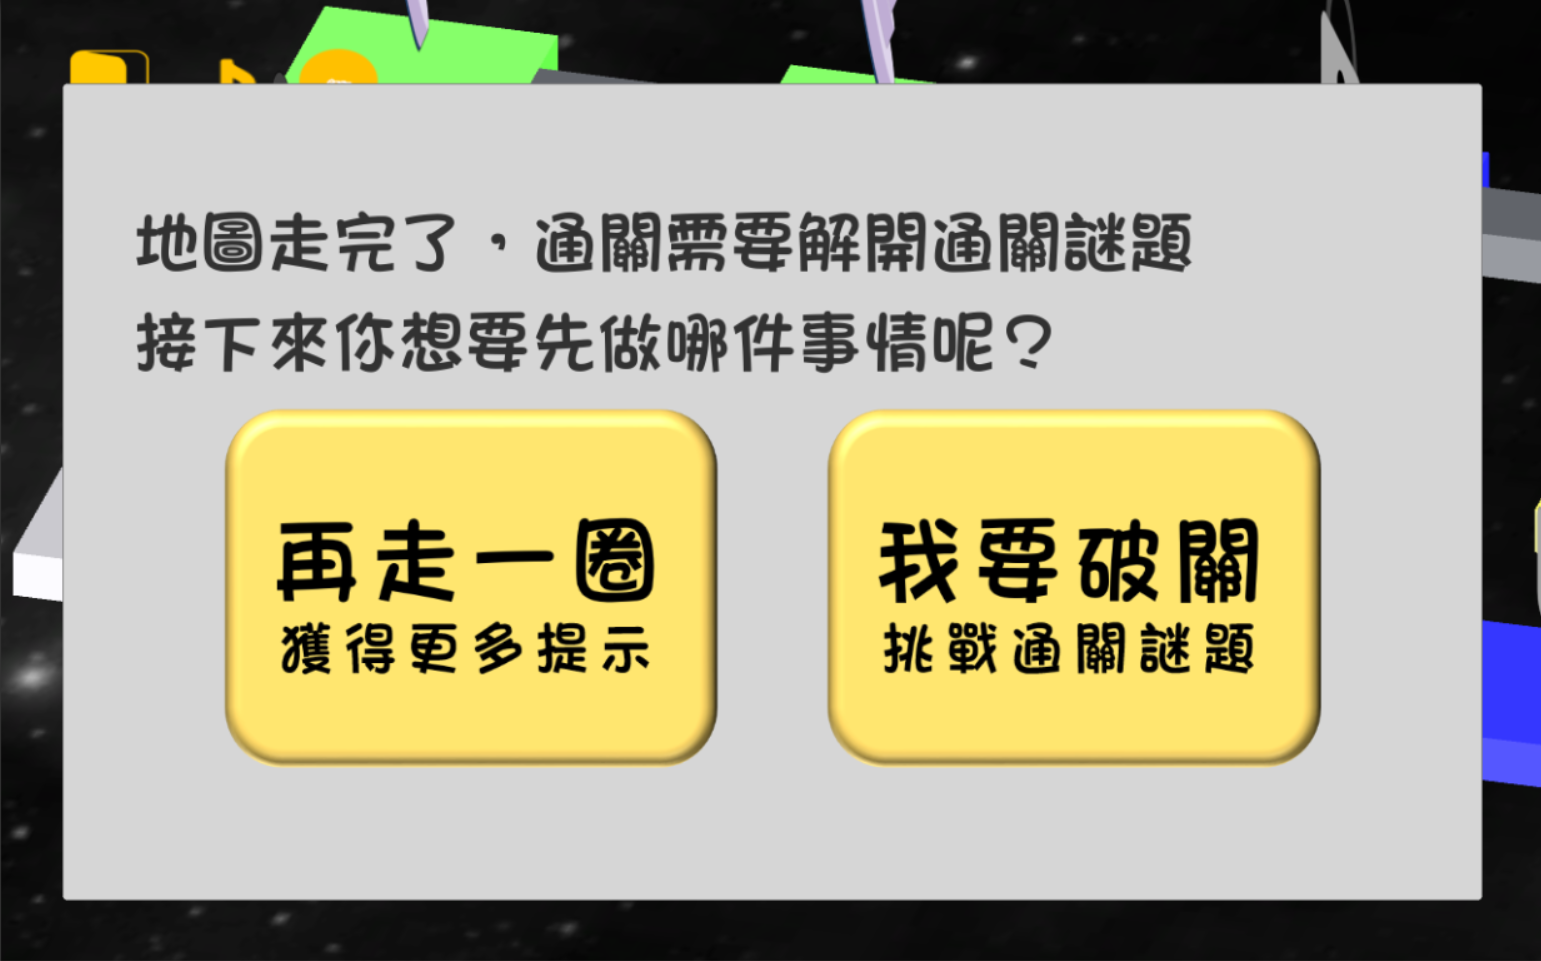 地圖走完了，通關需要解開通關謎題
接下來你想要先做哪件事情呢？
再走一圈
獲得更多提示
我要破關
挑戰通關謎題